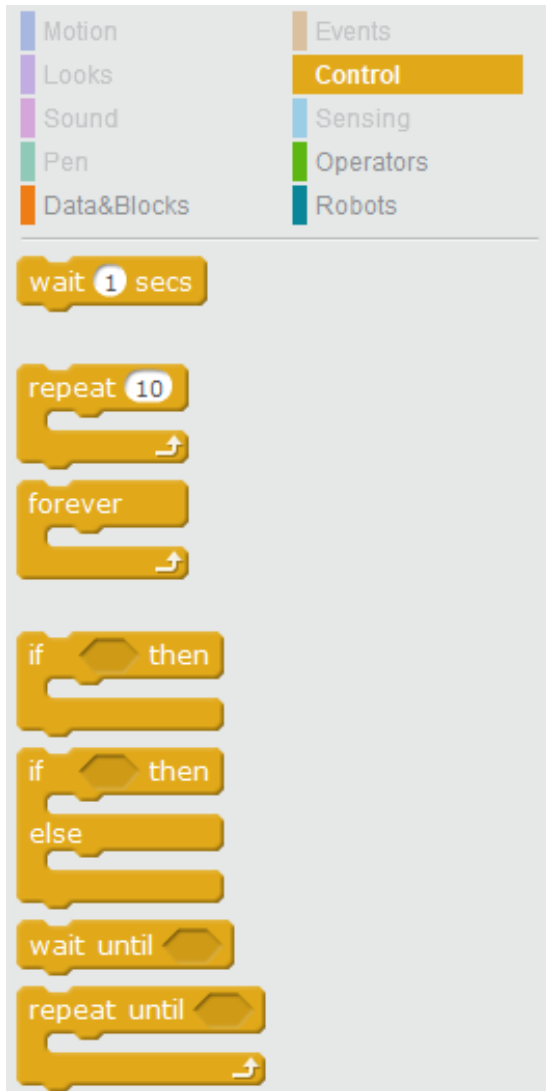 Motion Events
Looks Control
Sound Sensing
Pen Operators
Data&Blocks Robots
wait 1 secs
repeat 10
forever
if then
if then
else
wait until
repeat until